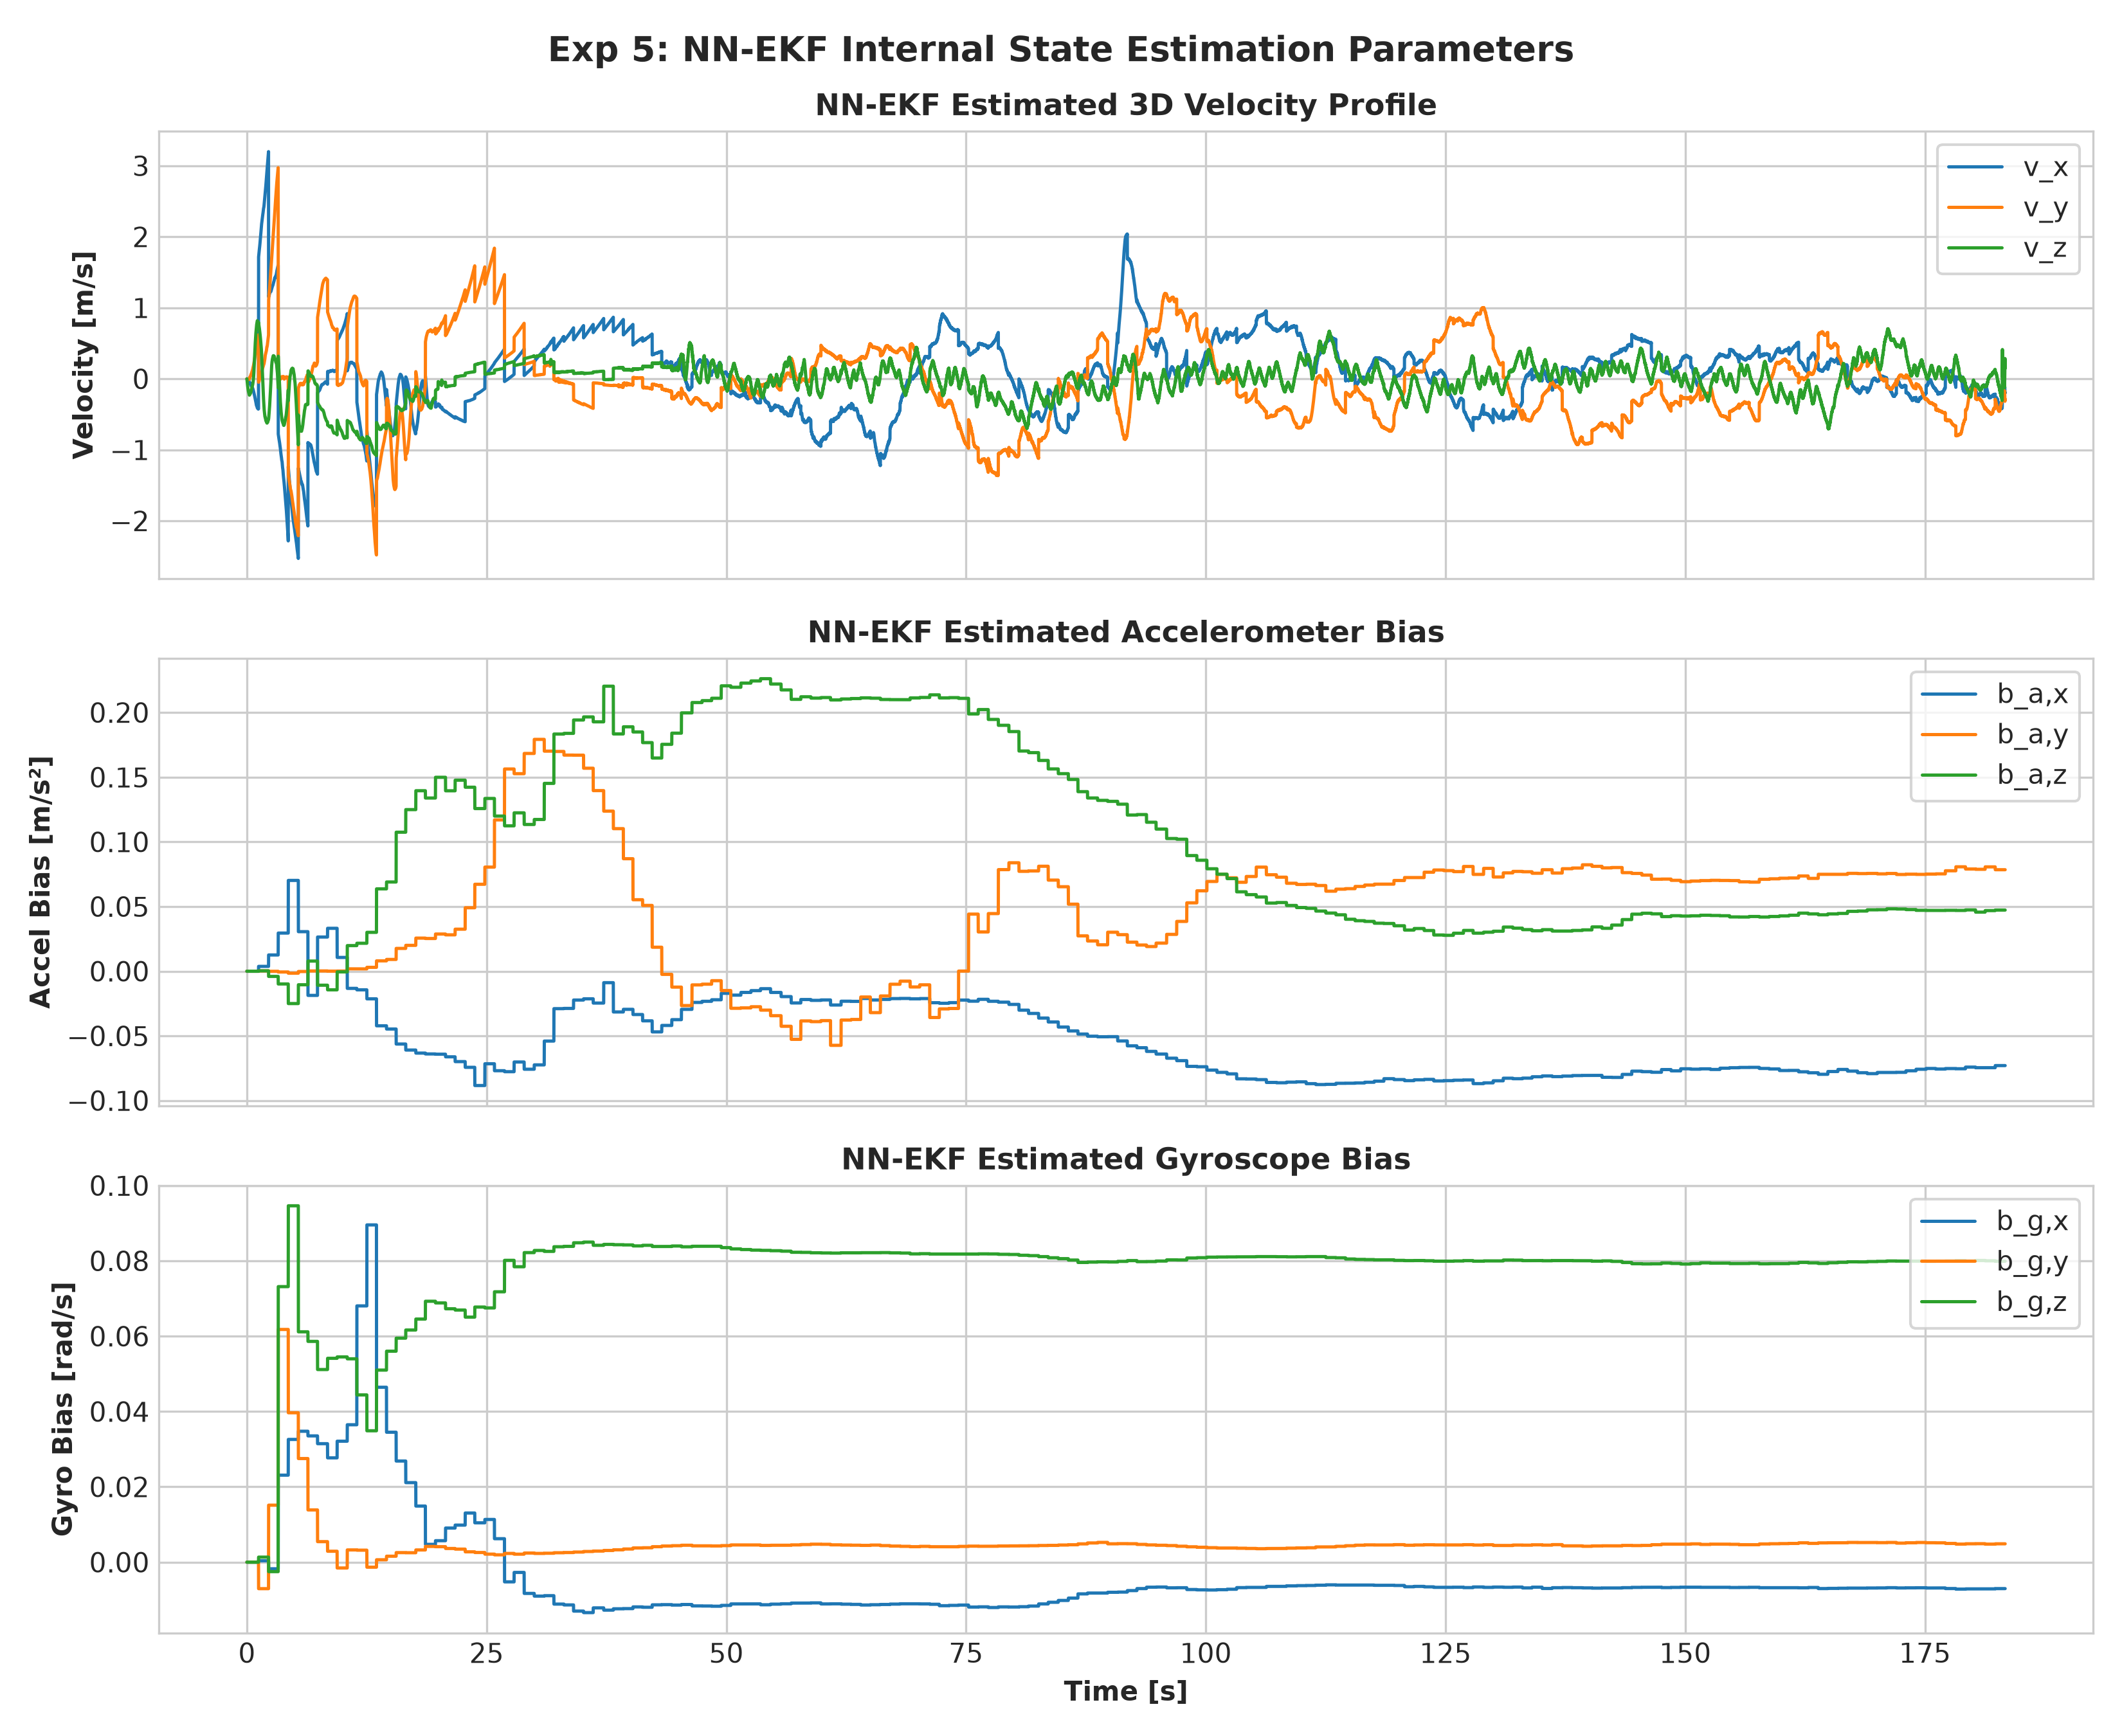 Exp 5: NN-EKF Internal State Estimation Parameters
NN-EKF Estimated 3D Velocity Profile
Velocity [m/s]
3
2
1
0
−1
−2
v_x
v_y
v_z
NN-EKF Estimated Accelerometer Bias
Accel Bias [m/s²]
0.20
0.15
0.10
0.05
0.00
−0.05
−0.10
b_a,x
b_a,y
b_a,z
NN-EKF Estimated Gyroscope Bias
Gyro Bias [rad/s]
0.10
0.08
0.06
0.04
0.02
0.00
b_g,x
b_g,y
b_g,z
0 25 50 75 100 125 150 175
Time [s]